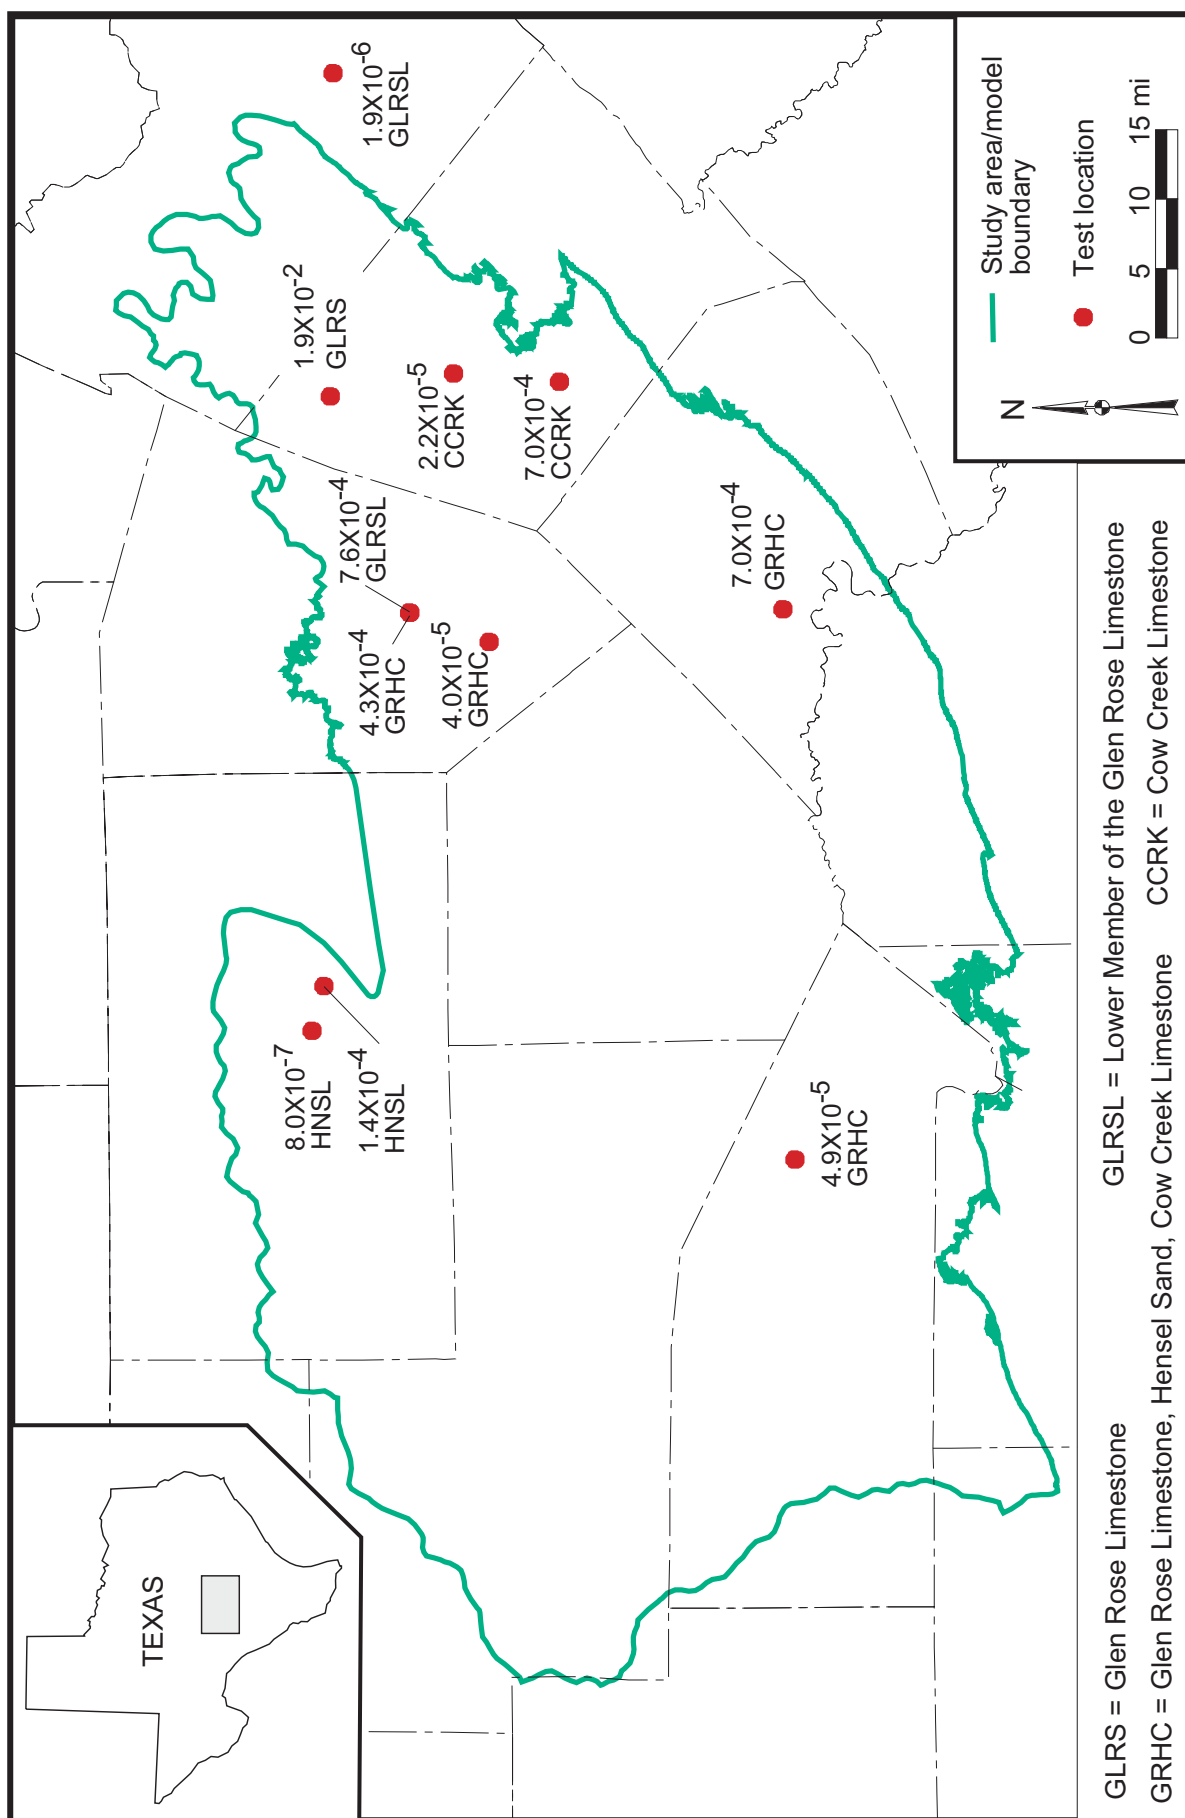 TEXAS
8.0X10-7
HNSL
1.4X10-4
HNSL
4.3X10-4
GRHC
7.6X10-4
GLRSL
4.0X10-5
GRHC
1.9X10-2
GLRS
1.9X10-6
GLRSL
2.2X10-5
CCRK
7.0X10-4
CCRK
7.0X10-4
GRHC
4.9X10-5
GRHC
Study area/model
boundary
Test location
N
0 5 10 15 mi
GLRS = Glen Rose Limestone
GLRSL = Lower Member of the Glen Rose Limestone
GRHC = Glen Rose Limestone, Hensel Sand, Cow Creek Limestone
CCRK = Cow Creek Limestone